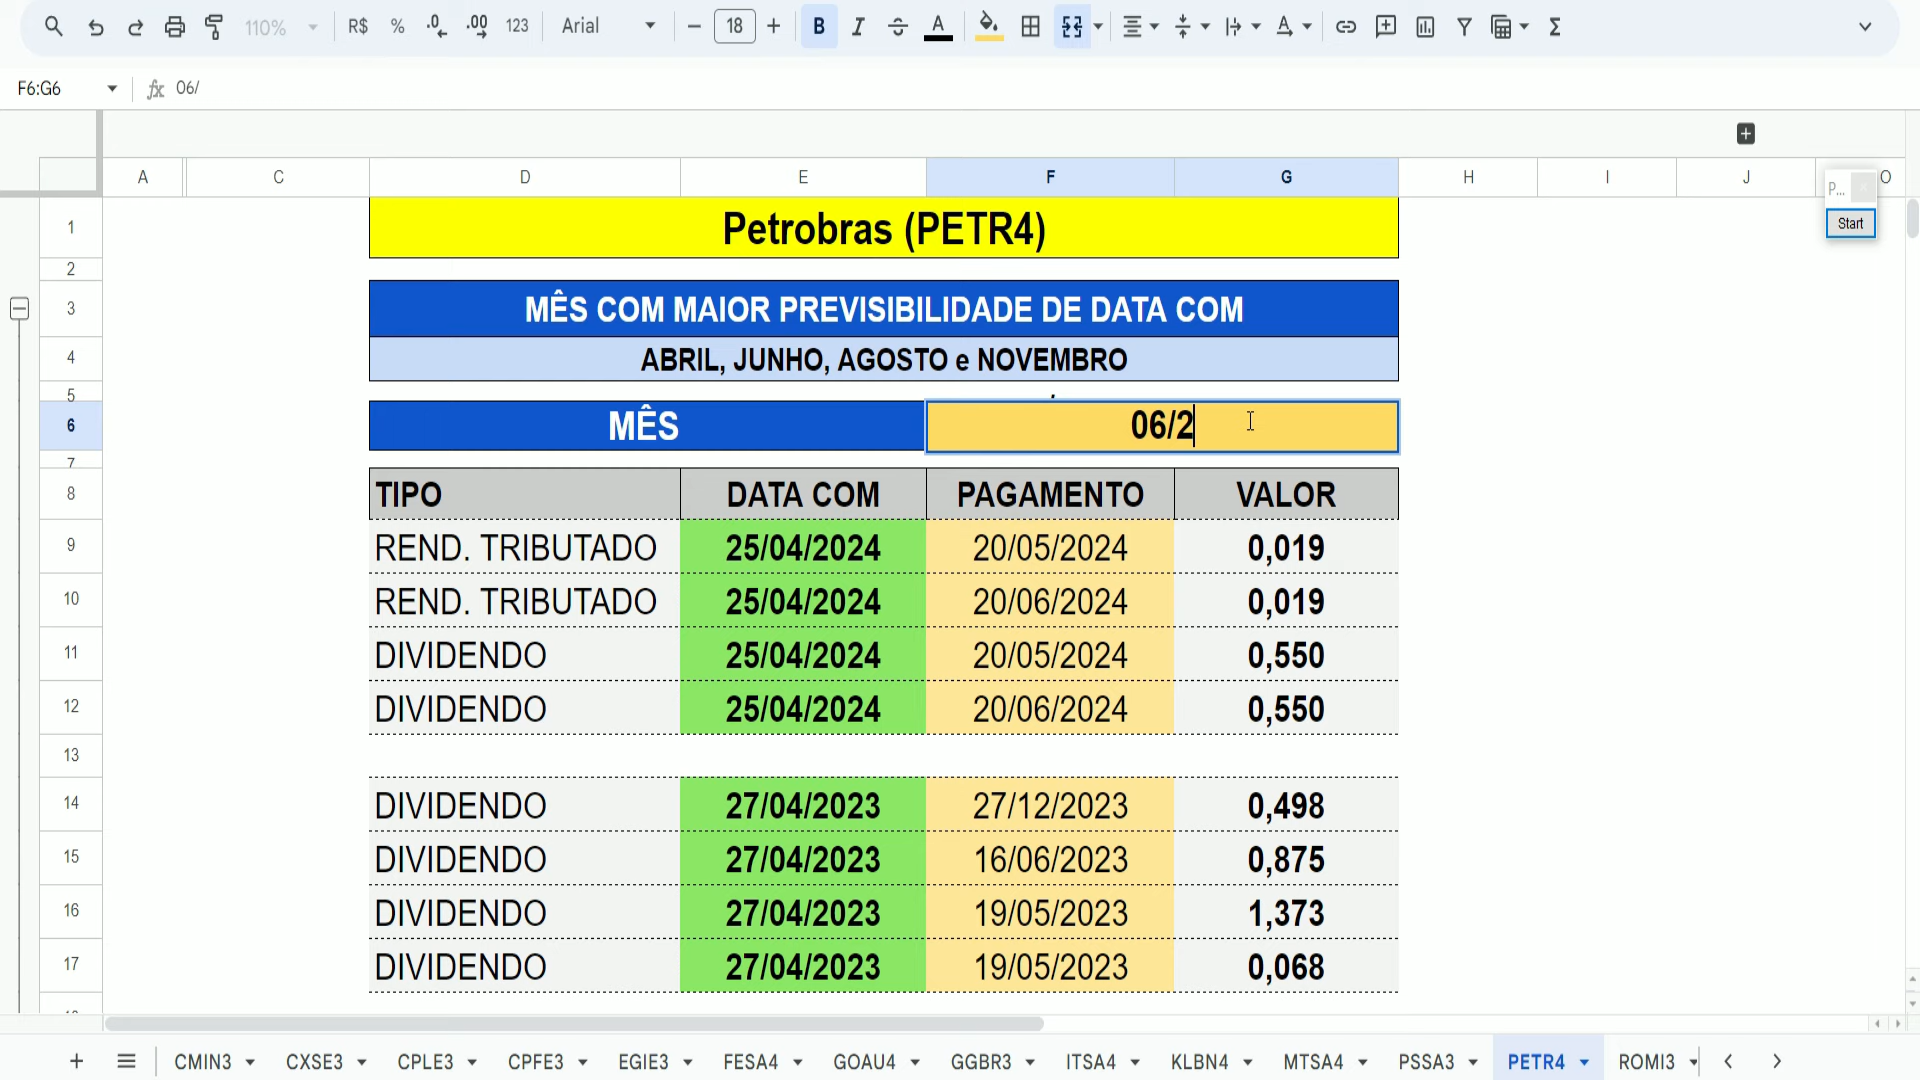 110% R$ % .0 .00 123 Arial 18 B I A A Σ
F6:G6 fx 06/
A C D E F G H I J O
P...
Start
1 Petrobras (PETR4)
2
3 MÊS COM MAIOR PREVISIBILIDADE DE DATA COM
4 ABRIL, JUNHO, AGOSTO e NOVEMBRO
5
6 MÊS 06/2
7
8 TIPO DATA COM PAGAMENTO VALOR
9 REND. TRIBUTADO 25/04/2024 20/05/2024 0,019
10 REND. TRIBUTADO 25/04/2024 20/06/2024 0,019
11 DIVIDENDO 25/04/2024 20/05/2024 0,550
12 DIVIDENDO 25/04/2024 20/06/2024 0,550
13
14 DIVIDENDO 27/04/2023 27/12/2023 0,498
15 DIVIDENDO 27/04/2023 16/06/2023 0,875
16 DIVIDENDO 27/04/2023 19/05/2023 1,373
17 DIVIDENDO 27/04/2023 19/05/2023 0,068
CMIN3 CXSE3 CPLE3 CPFE3 EGIE3 FESA4 GOAU4 GGBR3 ITSA4 KLBN4 MTSA4 PSSA3 PETR4 ROMI3